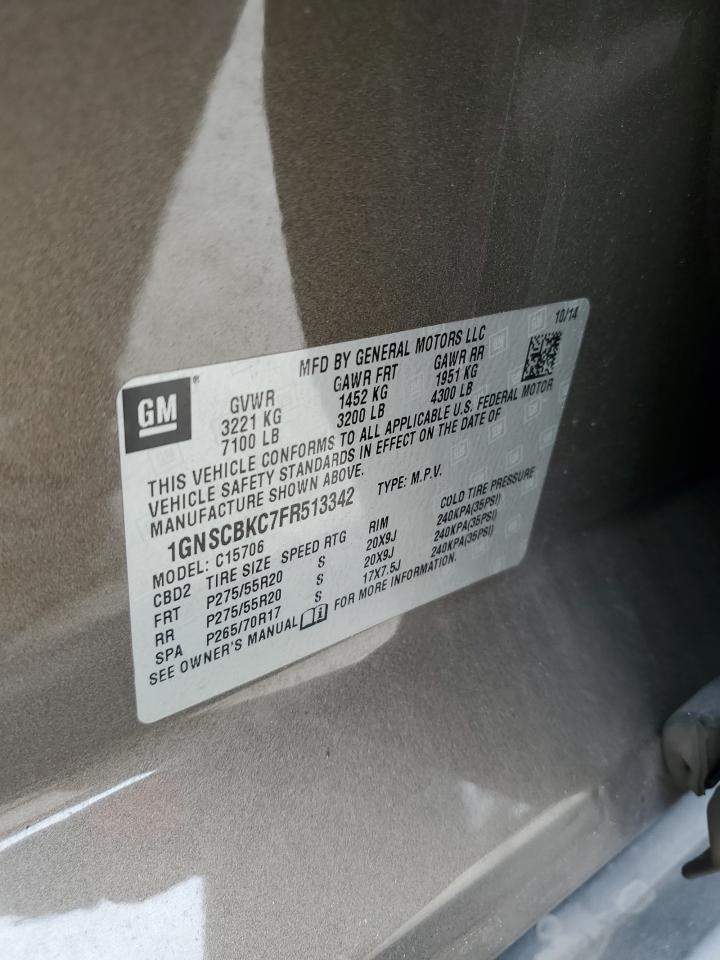 10/14
MFD BY GENERAL MOTORS LLC
GM®
GVWR GAWR FRT GAWR RR
3221 KG 1452 KG 1951 KG
7100 LB 3200 LB 4300 LB
THIS VEHICLE CONFORMS TO ALL APPLICABLE U.S. FEDERAL MOTOR
VEHICLE SAFETY STANDARDS IN EFFECT ON THE DATE OF
MANUFACTURE SHOWN ABOVE.
1GNSCBKC7FR513342 TYPE: M.P.V.
MODEL: C15706
CBD2 TIRE SIZE SPEED RTG RIM COLD TIRE PRESSURE
FRT P275/55R20 S 20X9J 240KPA(35PSI)
RR P275/55R20 S 20X9J 240KPA(35PSI)
SPA P265/70R17 S 17X7.5J 240KPA(35PSI)
SEE OWNER'S MANUAL i FOR MORE INFORMATION.